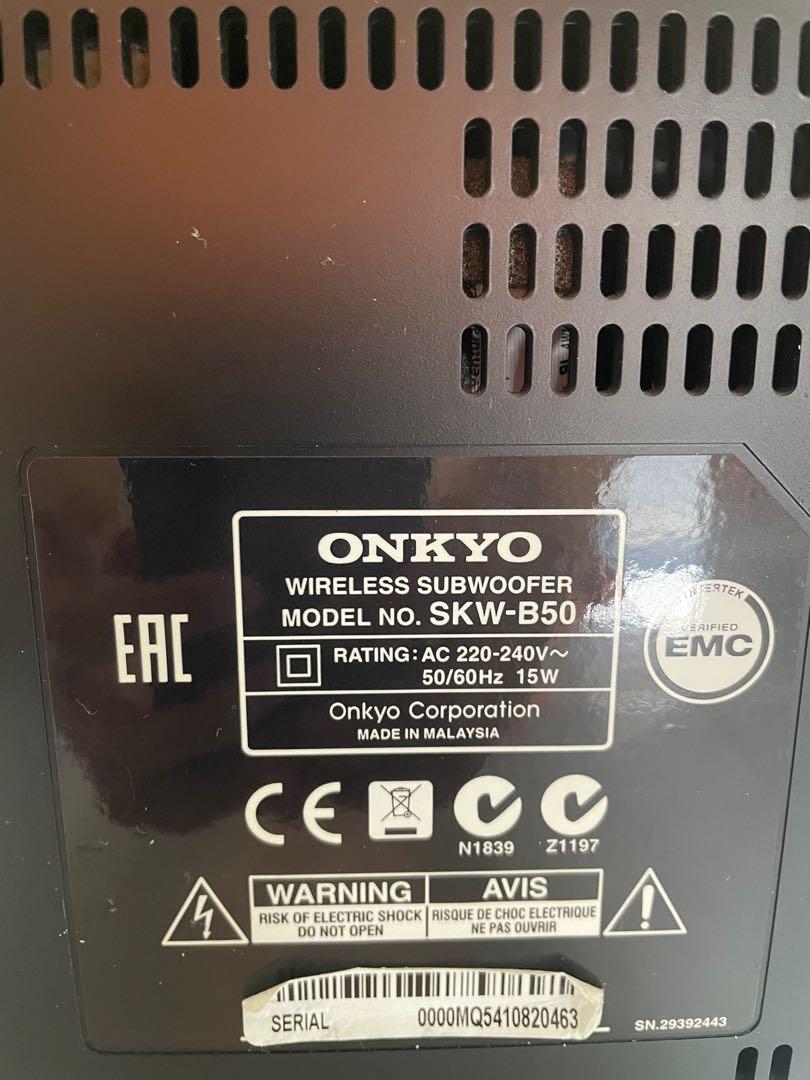 ONKYO
WIRELESS SUBWOOFER
MODEL NO. SKW-B50
RATING: AC 220-240V~
50/60Hz 15W
Onkyo Corporation
MADE IN MALAYSIA
EAC
INTERTEK
VERIFIED
EMC
CE
N1839
Z1197
WARNING
RISK OF ELECTRIC SHOCK
DO NOT OPEN
AVIS
RISQUE DE CHOC ELECTRIQUE
NE PAS OUVRIR
SERIAL 0000MQ5410820463
SN.29392443